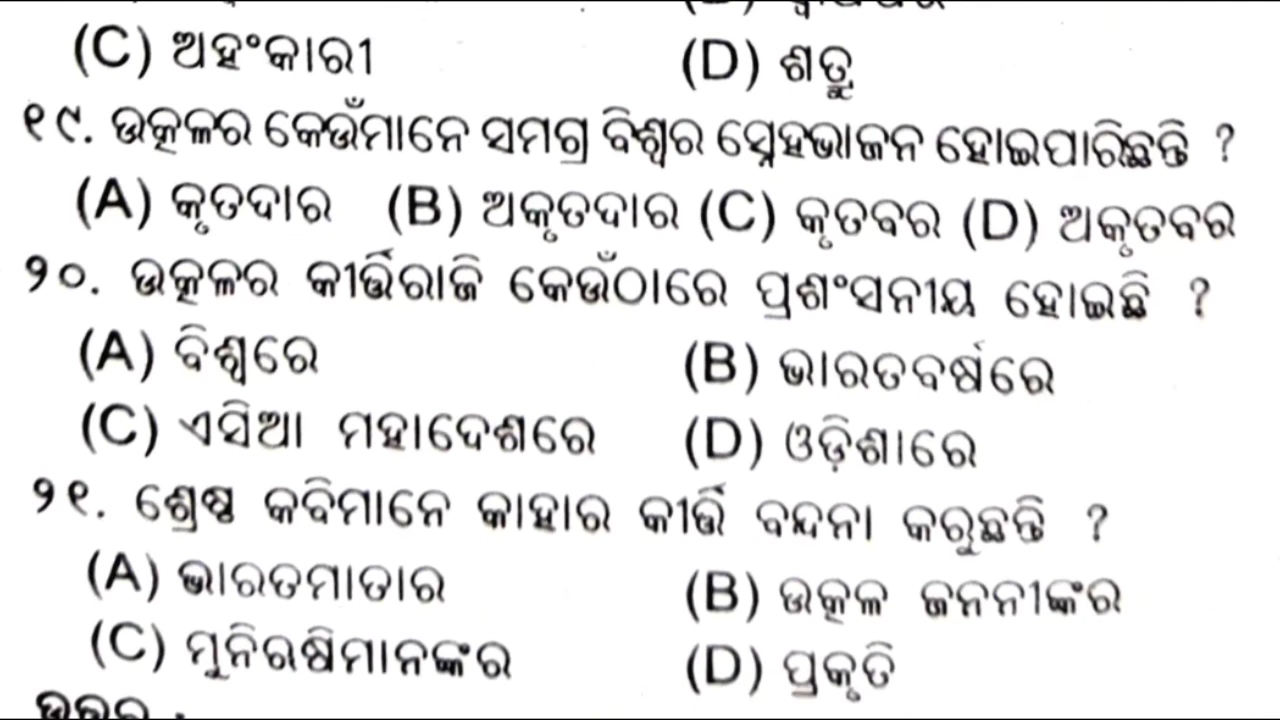 (C) ଅହଂକାରୀ (D) ଶତ୍ରୁ
୧୯. ଉତ୍କଳର କେଉଁମାନେ ସମଗ୍ର ବିଶ୍ୱର ସ୍ନେହଭାଜନ ହୋଇପାରିଛନ୍ତି ?
(A) କୃତଦାର (B) ଅକୃତଦାର (C) କୃତବର (D) ଅକୃତବର
୨୦. ଉତ୍କଳର କୀର୍ତ୍ତିରାଜି କେଉଁଠାରେ ପ୍ରଶଂସନୀୟ ହୋଇଛି ?
(A) ବିଶ୍ୱରେ (B) ଭାରତବର୍ଷରେ
(C) ଏସିଆ ମହାଦେଶରେ (D) ଓଡ଼ିଶାରେ
୨୧. ଶ୍ରେଷ୍ଠ କବିମାନେ କାହାର କୀର୍ତ୍ତି ବନ୍ଦନା କରୁଛନ୍ତି ?
(A) ଭାରତମାତାର (B) ଉତ୍କଳ ଜନନୀଙ୍କର
(C) ମୁନିଋଷିମାନଙ୍କର (D) ପ୍ରକୃତି